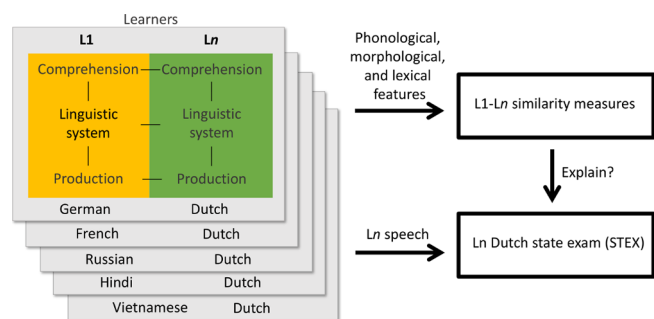 Learners
L1 Ln
Comprehension Comprehension
Linguistic system Linguistic system
Production Production
German Dutch
French Dutch
Russian Dutch
Hindi Dutch
Vietnamese Dutch
Phonological,
morphological,
and lexical
features
L1-Ln similarity measures
Explain?
Ln speech
Ln Dutch state exam (STEX)